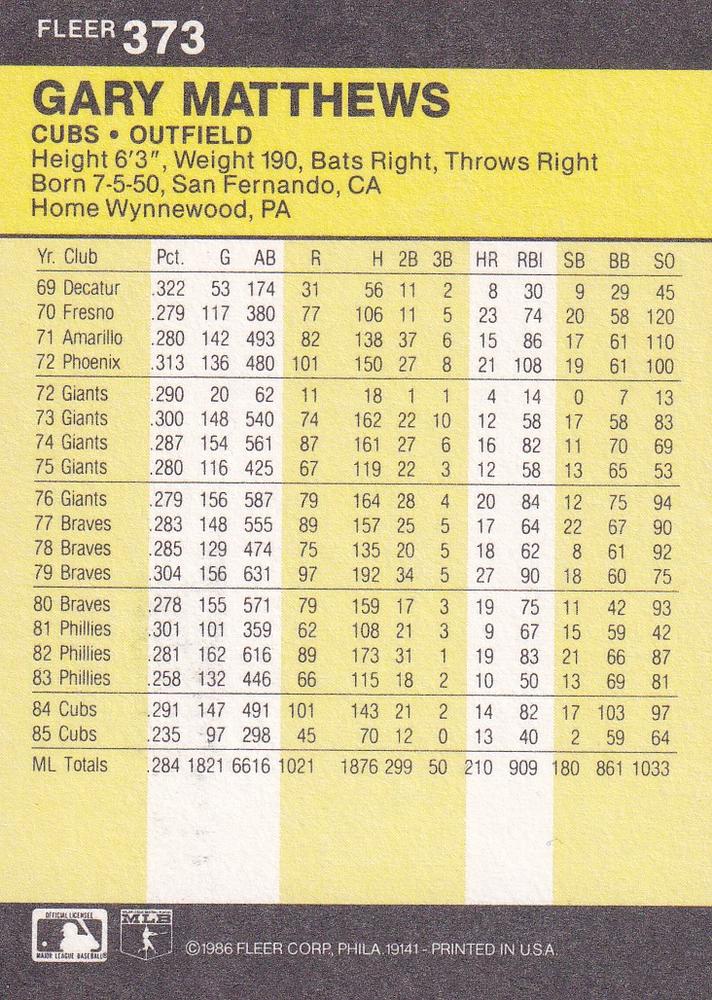 FLEER 373
GARY MATTHEWS
CUBS • OUTFIELD
Height 6'3", Weight 190, Bats Right, Throws Right
Born 7-5-50, San Fernando, CA
Home Wynnewood, PA
Yr. Club Pct. G AB R H 2B 3B HR RBI SB BB SO
69 Decatur .322 53 174 31 56 11 2 8 30 9 29 45
70 Fresno .279 117 380 77 106 11 5 23 74 20 58 120
71 Amarillo .280 142 493 82 138 37 6 15 86 17 61 110
72 Phoenix .313 136 480 101 150 27 8 21 108 19 61 100
72 Giants .290 20 62 11 18 1 1 4 14 0 7 13
73 Giants .300 148 540 74 162 22 10 12 58 17 58 83
74 Giants .287 154 561 87 161 27 6 16 82 11 70 69
75 Giants .280 116 425 67 119 22 3 12 58 13 65 53
76 Giants .279 156 587 79 164 28 4 20 84 12 75 94
77 Braves .283 148 555 89 157 25 5 17 64 22 67 90
78 Braves .285 129 474 75 135 20 5 18 62 8 61 92
79 Braves .304 156 631 97 192 34 5 27 90 18 60 75
80 Braves .278 155 571 79 159 17 3 19 75 11 42 93
81 Phillies .301 101 359 62 108 21 3 9 67 15 59 42
82 Phillies .281 162 616 89 173 31 1 19 83 21 66 87
83 Phillies .258 132 446 66 115 18 2 10 50 13 69 81
84 Cubs .291 147 491 101 143 21 2 14 82 17 103 97
85 Cubs .235 97 298 45 70 12 0 13 40 2 59 64
ML Totals .284 1821 6616 1021 1876 299 50 210 909 180 861 1033
OFFICIAL LICENSEE
MAJOR LEAGUE BASEBALL
MLB
©1986 FLEER CORP., PHILA. 19141 - PRINTED IN U.S.A.